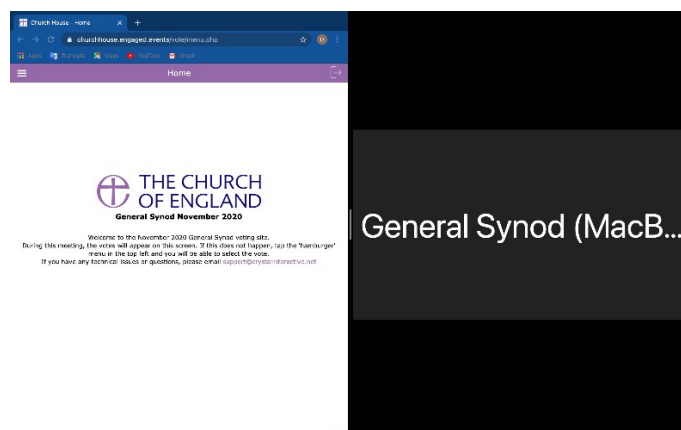 Church House - Home
churchhouse.engaged.events/vote/menu.php
Apps Translate Maps YouTube Gmail
Home
THE CHURCH
OF ENGLAND
General Synod November 2020
Welcome to the November 2020 General Synod voting site.
During this meeting, the votes will appear on this screen. If this does not happen, tap the 'hamburger'
menu in the top left and you will be able to select the vote.
If you have any technical issues or questions, please email support@crystalinteractive.net
General Synod (MacB...